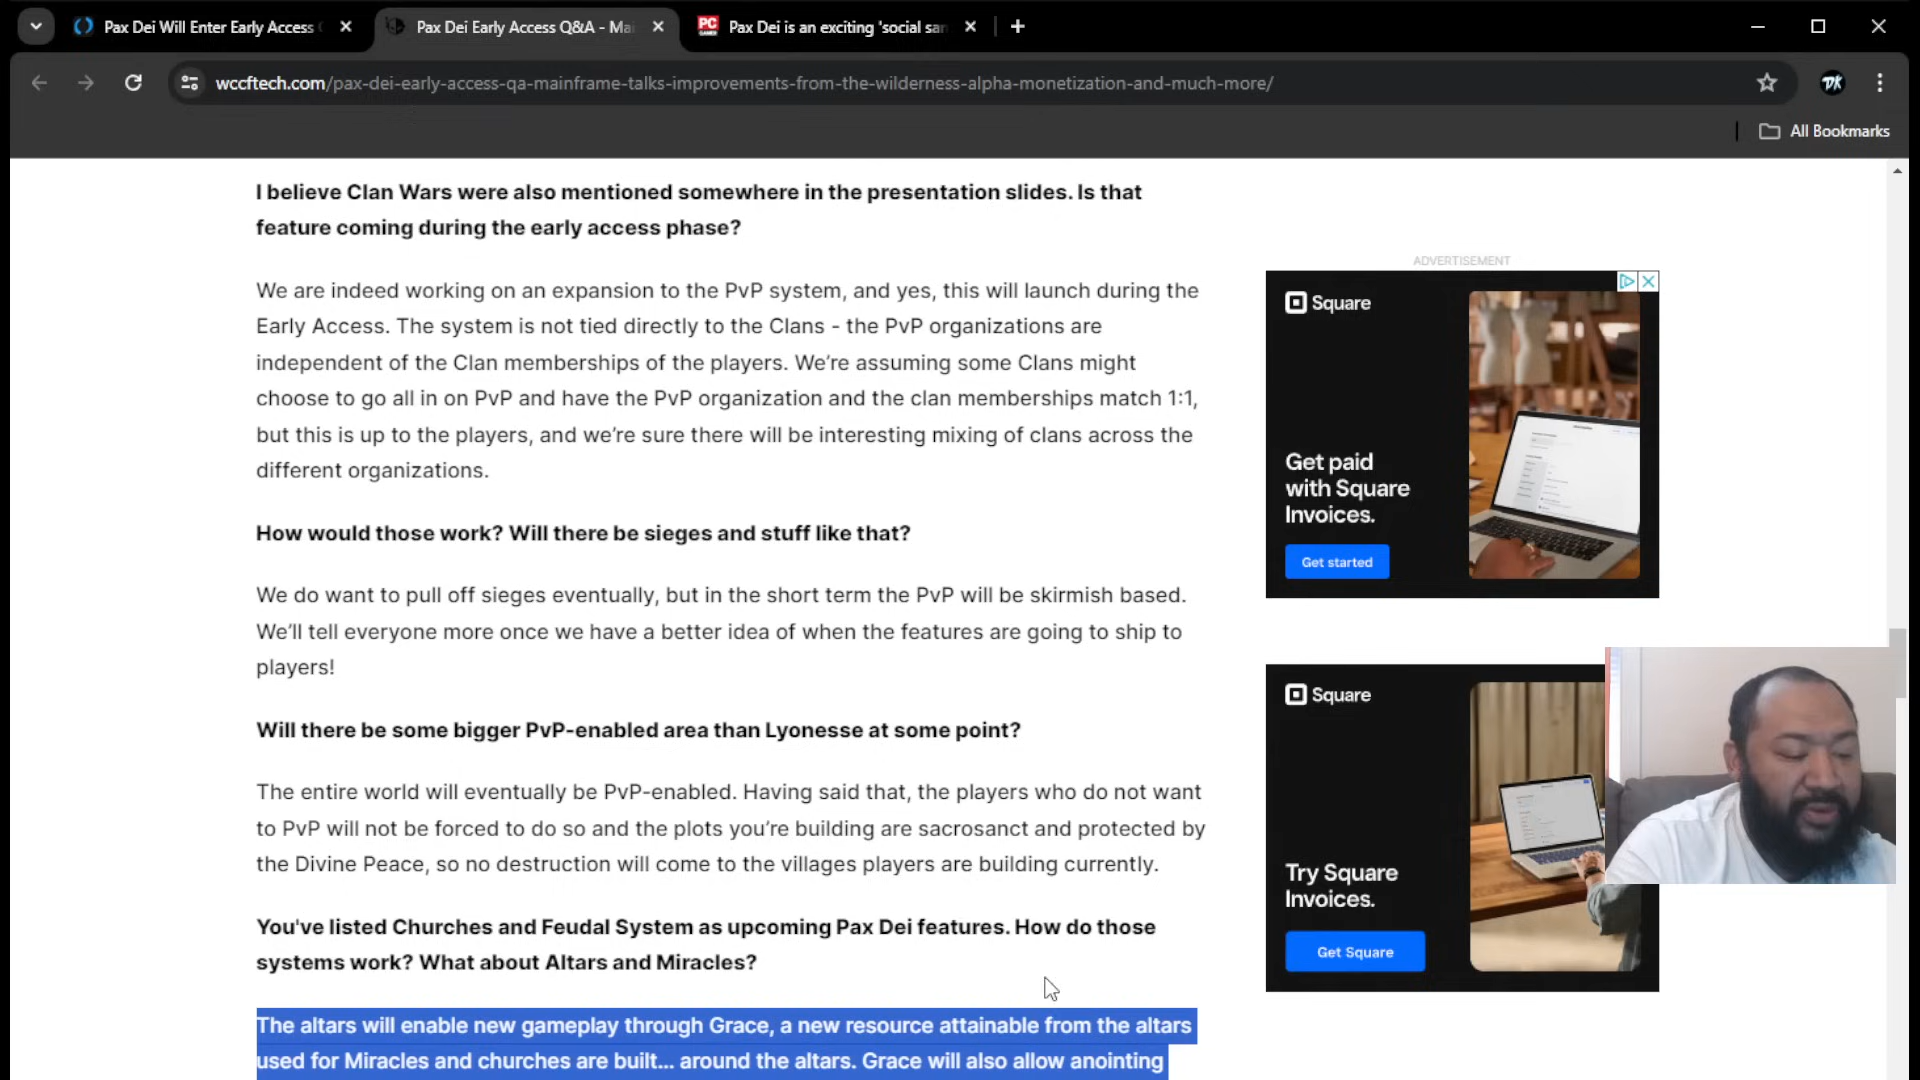 Pax Dei Will Enter Early Access
Pax Dei Early Access Q&A - Mai
PC
GAMER
Pax Dei is an exciting 'social san
wccftech.com/pax-dei-early-access-qa-mainframe-talks-improvements-from-the-wilderness-alpha-monetization-and-much-more/
DK
All Bookmarks
I believe Clan Wars were also mentioned somewhere in the presentation slides. Is that
feature coming during the early access phase?
We are indeed working on an expansion to the PvP system, and yes, this will launch during the
Early Access. The system is not tied directly to the Clans - the PvP organizations are
independent of the Clan memberships of the players. We're assuming some Clans might
choose to go all in on PvP and have the PvP organization and the clan memberships match 1:1,
but this is up to the players, and we're sure there will be interesting mixing of clans across the
different organizations.
How would those work? Will there be sieges and stuff like that?
We do want to pull off sieges eventually, but in the short term the PvP will be skirmish based.
We'll tell everyone more once we have a better idea of when the features are going to ship to
players!
Will there be some bigger PvP-enabled area than Lyonesse at some point?
The entire world will eventually be PvP-enabled. Having said that, the players who do not want
to PvP will not be forced to do so and the plots you're building are sacrosanct and protected by
the Divine Peace, so no destruction will come to the villages players are building currently.
You've listed Churches and Feudal System as upcoming Pax Dei features. How do those
systems work? What about Altars and Miracles?
The altars will enable new gameplay through Grace, a new resource attainable from the altars
used for Miracles and churches are built... around the altars. Grace will also allow anointing
ADVERTISEMENT
Square
Get paid
with Square
Invoices.
Get started
Square
Try Square
Invoices.
Get Square